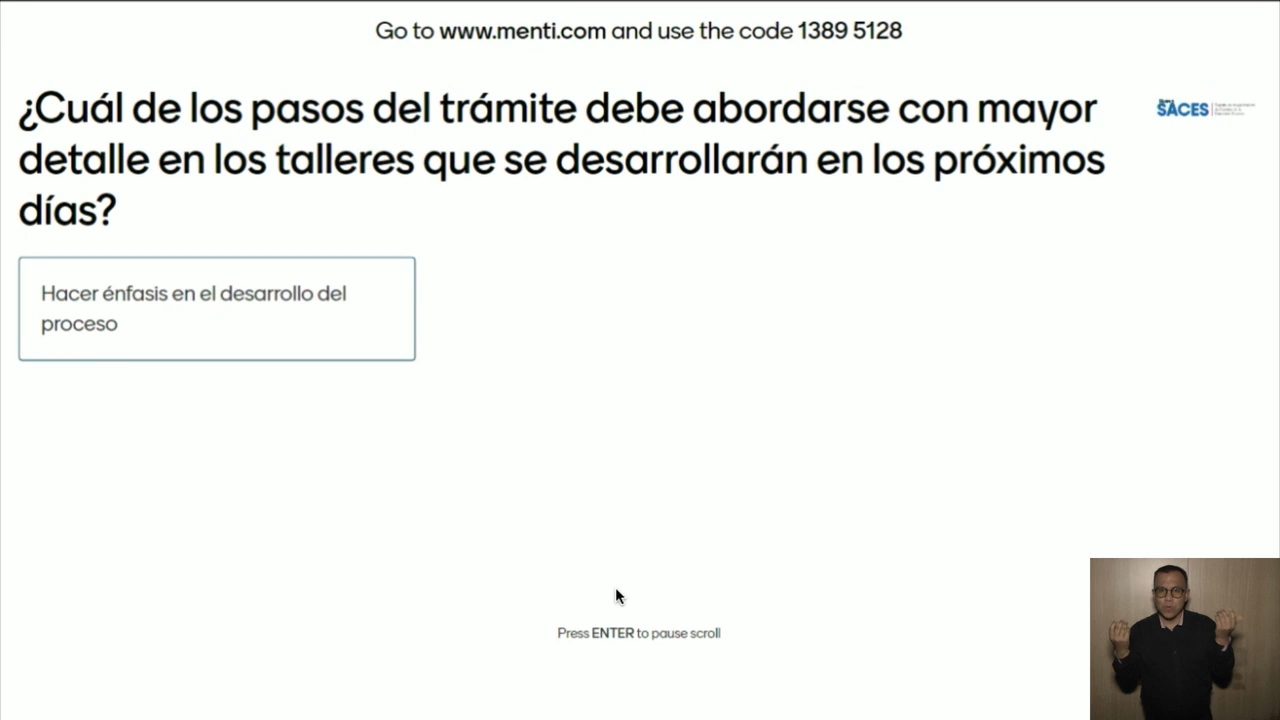 Go to www.menti.com and use the code 1389 5128
¿Cuál de los pasos del trámite debe abordarse con mayor
detalle en los talleres que se desarrollarán en los próximos
días?
SACES
Hacer énfasis en el desarrollo del
proceso
Press ENTER to pause scroll